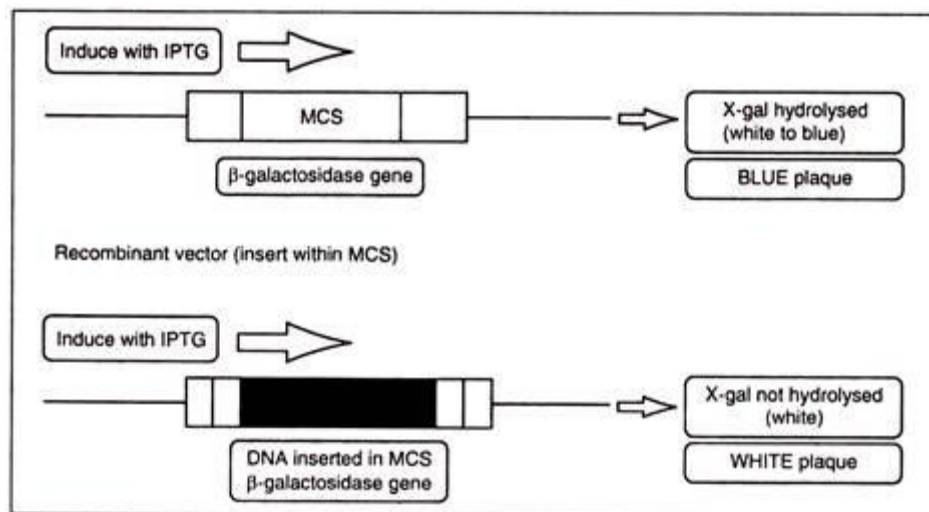 Induce with IPTG
MCS
X-gal hydrolysed
(white to blue)
β-galactosidase gene
BLUE plaque
Recombinant vector (insert within MCS)
Induce with IPTG
X-gal not hydrolysed
(white)
DNA inserted in MCS
β-galactosidase gene
WHITE plaque